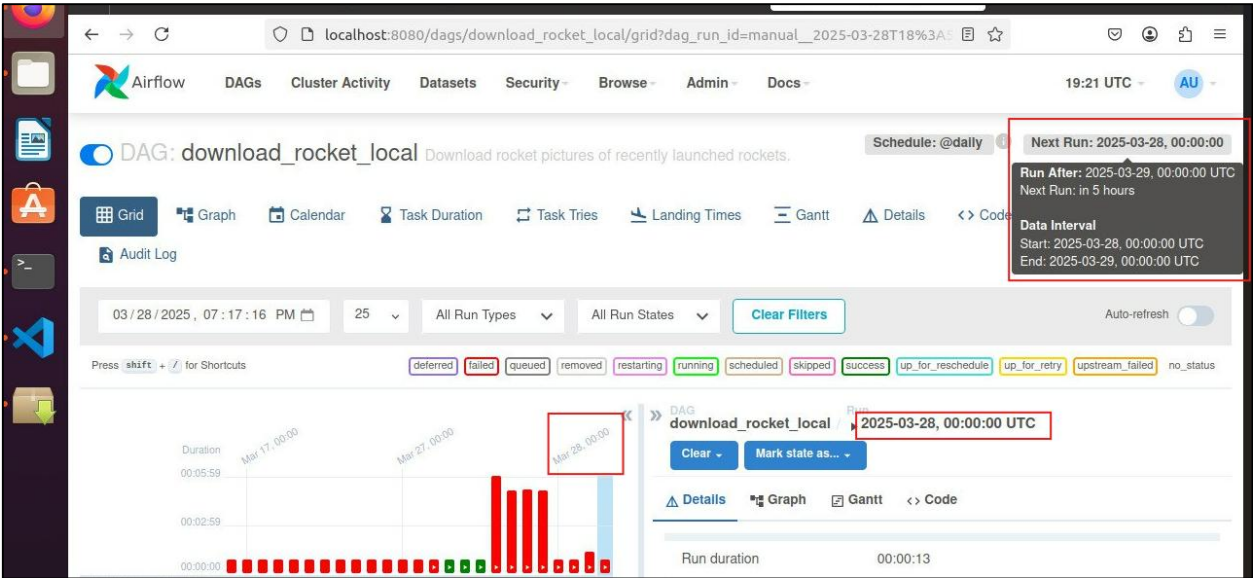 localhost:8080/dags/download_rocket_local/grid?dag_run_id=manual__2025-03-28T18%3A5
Airflow DAGs Cluster Activity Datasets Security Browse Admin Docs 19:21 UTC AU
DAG: download_rocket_local Download rocket pictures of recently launched rockets. Schedule: @daily Next Run: 2025-03-28, 00:00:00
Run After: 2025-03-29, 00:00:00 UTC
Next Run: in 5 hours
Data Interval
Start: 2025-03-28, 00:00:00 UTC
End: 2025-03-29, 00:00:00 UTC
Grid Graph Calendar Task Duration Task Tries Landing Times Gantt Details <> Code
Audit Log
03/28/2025, 07:17:16 PM 25 All Run Types All Run States Clear Filters Auto-refresh
Press shift + / for Shortcuts deferred failed queued removed restarting running scheduled skipped success up_for_reschedule up_for_retry upstream_failed no_status
Duration Mar 17, 00:00 Mar 27, 00:00 Mar 28, 00:00
00:05:59
00:02:59
00:00:00
DAG Run
download_rocket_local / 2025-03-28, 00:00:00 UTC
Clear Mark state as...
Details Graph Gantt <> Code
Run duration 00:00:13